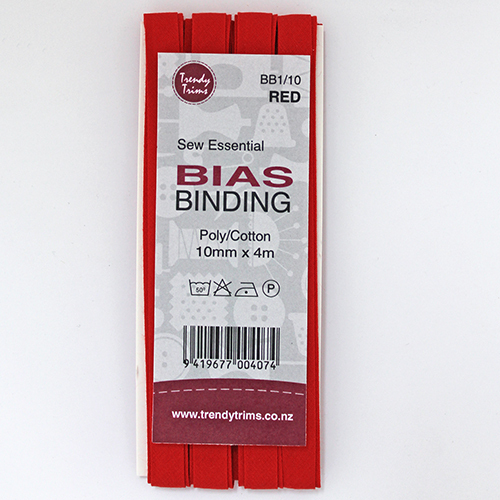 Trendy
Trims
BB1/10
RED
Sew Essential
BIAS
BINDING
Poly/Cotton
10mm x 4m
50°
P
9 419677 004074
www.trendytrims.co.nz